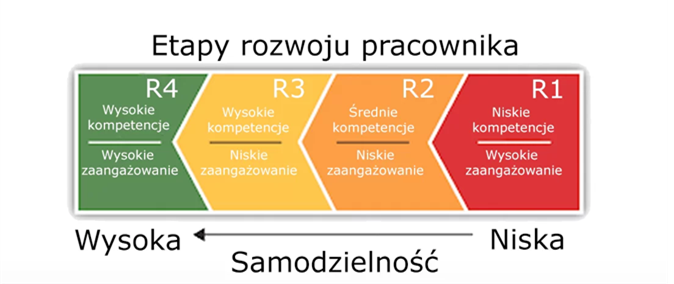 Etapy rozwoju pracownika
R4
Wysokie
kompetencje
Wysokie
zaangażowanie
R3
Wysokie
kompetencje
Niskie
zaangażowanie
R2
Średnie
kompetencje
Niskie
zaangażowanie
R1
Niskie
kompetencje
Wysokie
zaangażowanie
Wysoka
Niska
Samodzielność